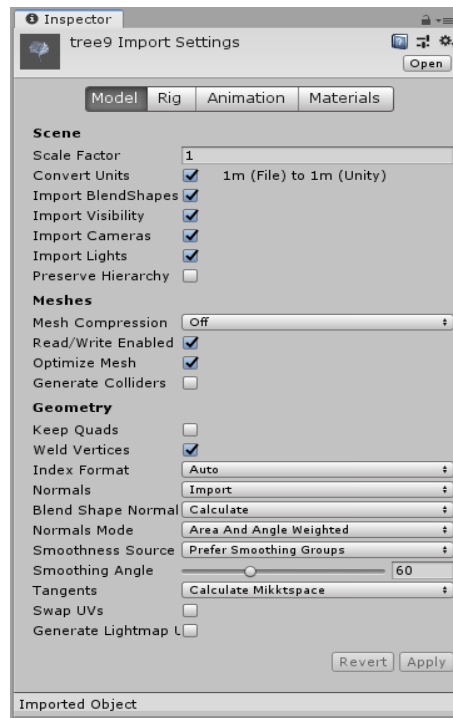 Inspector
tree9 Import Settings
Open
Model Rig Animation Materials
Scene
Scale Factor 1
Convert Units 1m (File) to 1m (Unity)
Import BlendShapes
Import Visibility
Import Cameras
Import Lights
Preserve Hierarchy
Meshes
Mesh Compression Off
Read/Write Enabled
Optimize Mesh
Generate Colliders
Geometry
Keep Quads
Weld Vertices
Index Format Auto
Normals Import
Blend Shape Normal Calculate
Normals Mode Area And Angle Weighted
Smoothness Source Prefer Smoothing Groups
Smoothing Angle 60
Tangents Calculate Mikktspace
Swap UVs
Generate Lightmap U
Revert Apply
Imported Object